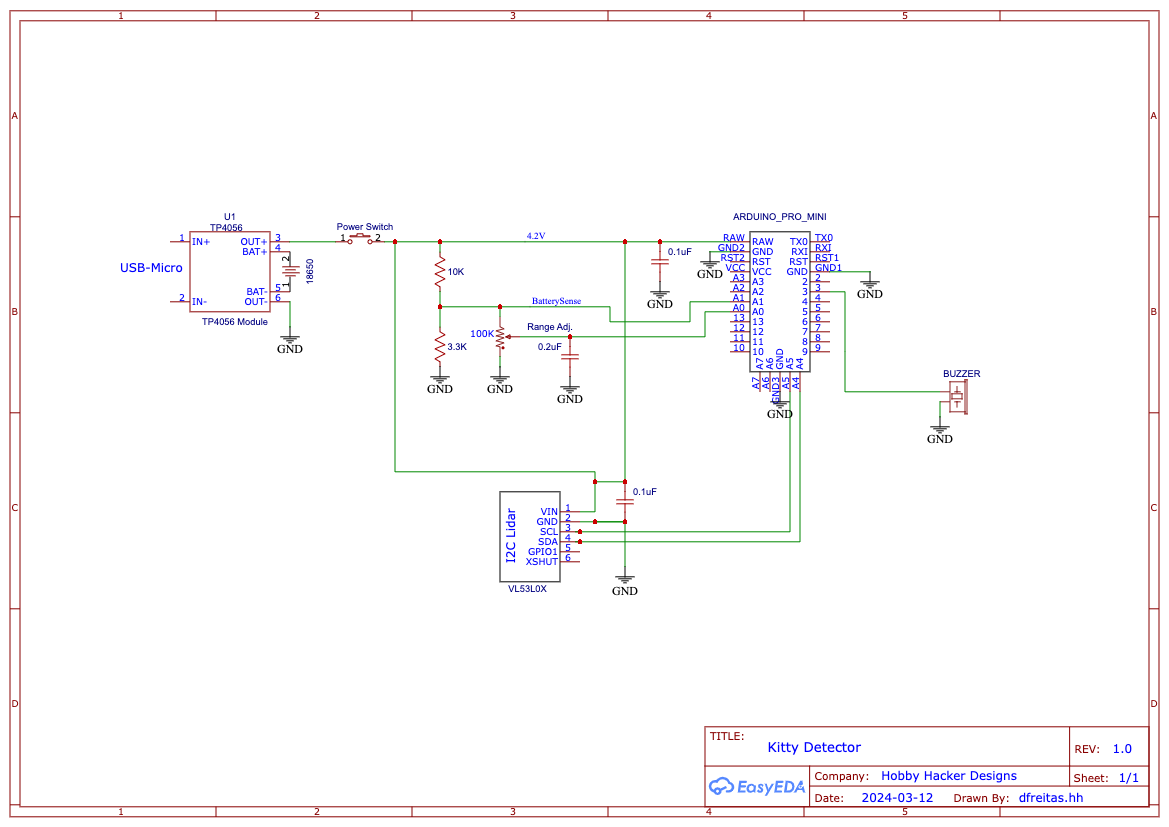 1 2 3 4 5
A A
B B
C C
D D
U1
TP4056
1 IN+ OUT+ 3
BAT+ 4
USB-Micro
2 IN- BAT- 5
OUT- 6
TP4056 Module
2
1
18650
GND
Power Switch
1 2
4.2V
10K
BatterySense
3.3K
GND
100K
GND
Range Adj.
0.2uF
GND
0.1uF
GND
ARDUINO_PRO_MINI
RAW RAW TX0 TX0
GND2 GND RXI RXI
RST2 RST RST RST1
VCC VCC GND GND1
A3 A3 2 2
A2 A2 3 3
A1 A1 4 4
A0 A0 5 5
13 13 6 6
12 12 7 7
11 11 8 8
10 10 9 9
A7 A6 GND A5 A4
A7 A6 GND3 A5 A4
GND
GND
GND
BUZZER
GND
0.1uF
I2C Lidar
VIN 1
GND 2
SCL 3
SDA 4
GPIO1 5
XSHUT 6
VL53L0X
GND
TITLE:
Kitty Detector
REV: 1.0
EasyEDA
Company: Hobby Hacker Designs
Sheet: 1/1
Date: 2024-03-12 Drawn By: dfreitas.hh
1 2 3 4 5